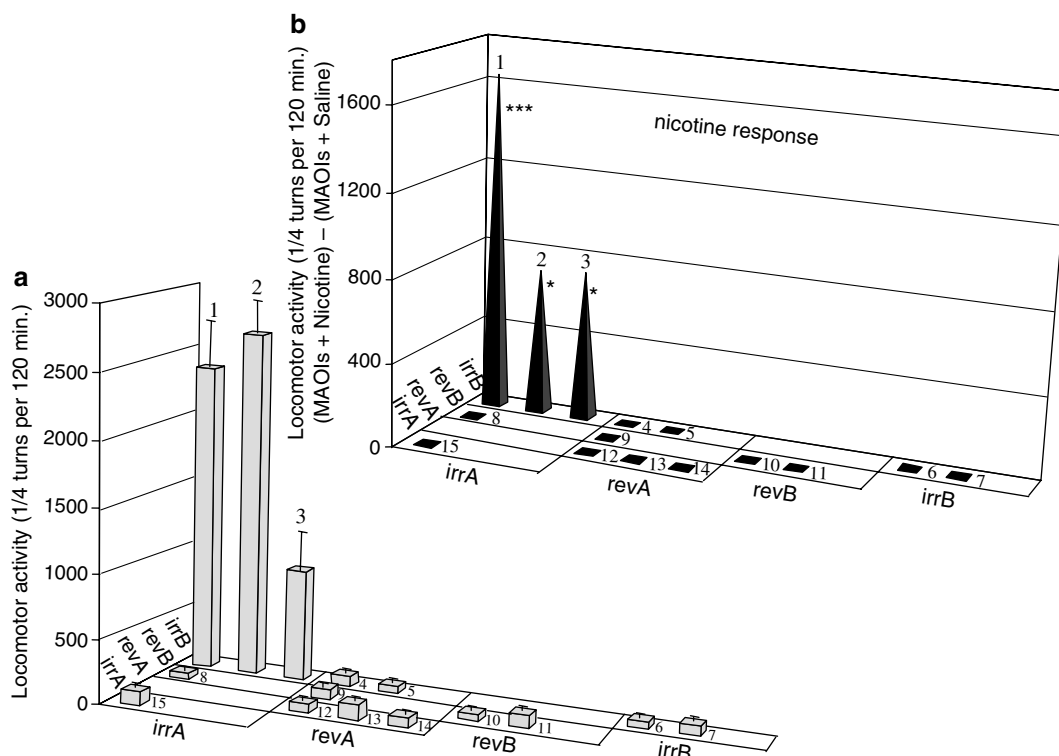 a
Locomotor activity (1/4 turns per 120 min.)
3000
2500
2000
1500
1000
500
0
1
2
3
4
5
6
7
8
9
10
11
12
13
14
15
irrB
revB
revA
irrA
irrA
revA
revB
irrB
b
Locomotor activity (1/4 turns per 120 min.)
(MAOIs + Nicotine) – (MAOIs + Saline)
1600
1200
800
400
0
nicotine response
1
***
2
*
3
*
4
5
6
7
8
9
10
11
12
13
14
15
irrB
revB
revA
irrA
irrA
revA
revB
irrB